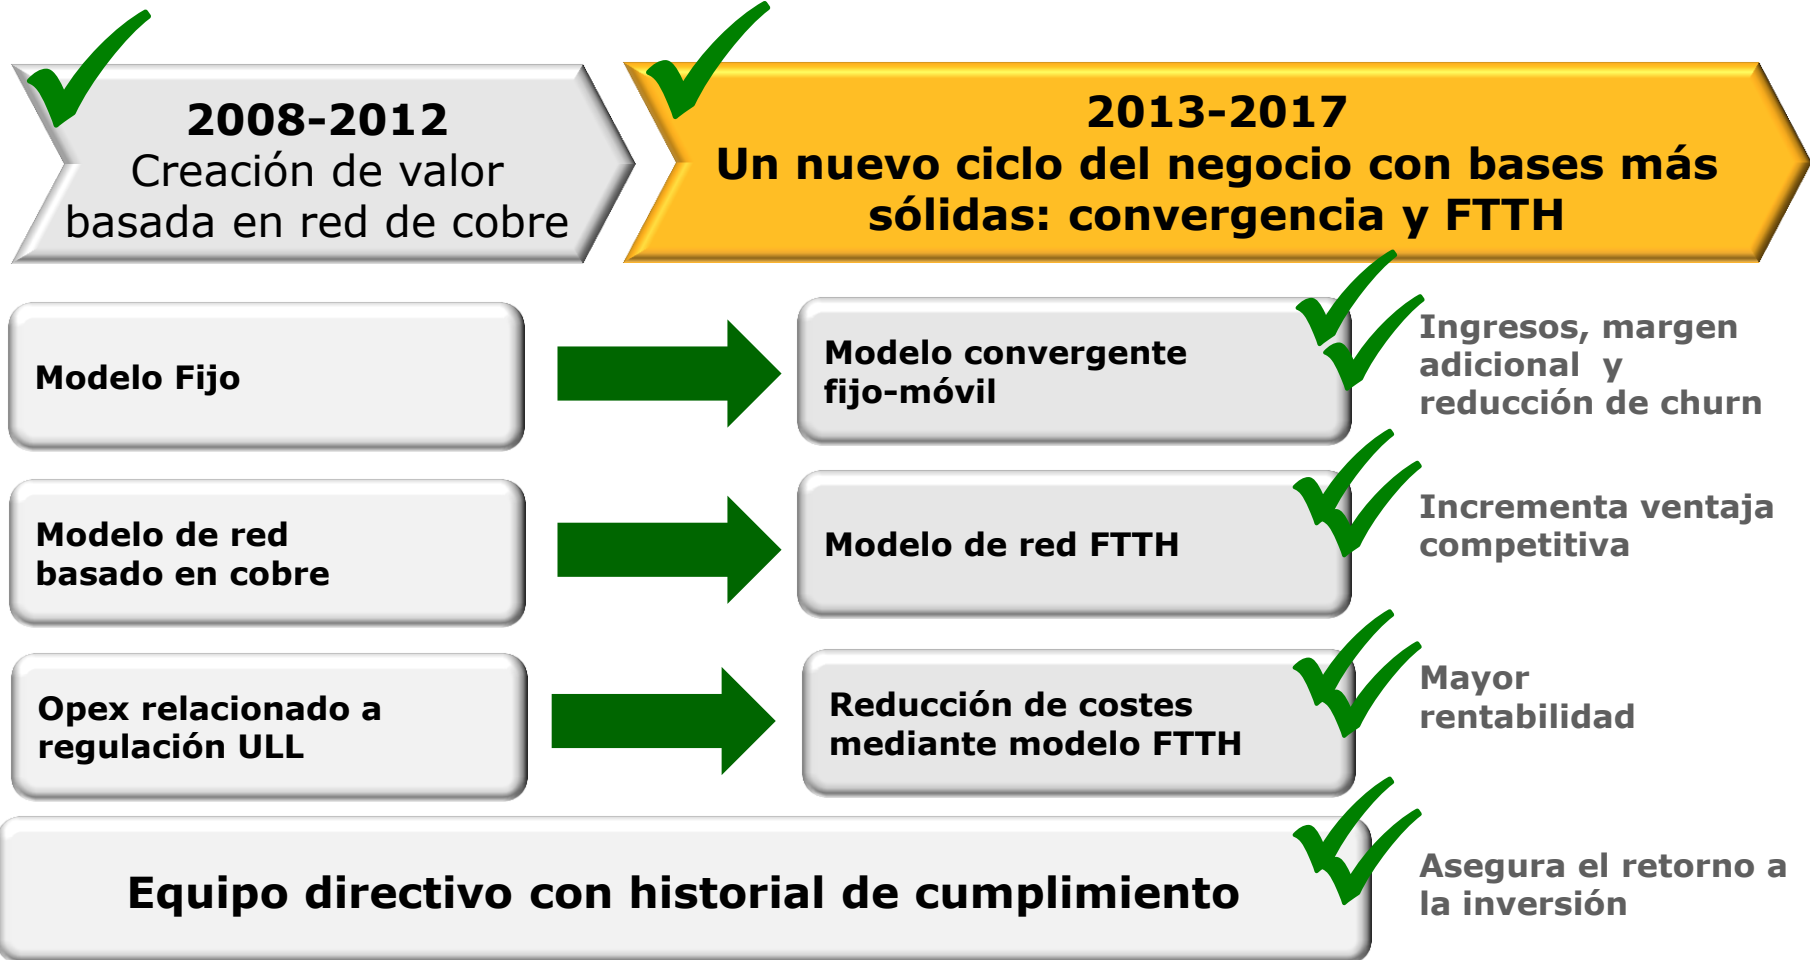 2008-2012
Creación de valor
basada en red de cobre
2013-2017
Un nuevo ciclo del negocio con bases más
sólidas: convergencia y FTTH
Modelo Fijo
Modelo convergente
fijo-móvil
Ingresos, margen
adicional y
reducción de churn
Modelo de red
basado en cobre
Modelo de red FTTH
Incrementa ventaja
competitiva
Opex relacionado a
regulación ULL
Reducción de costes
mediante modelo FTTH
Mayor
rentabilidad
Equipo directivo con historial de cumplimiento
Asegura el retorno a
la inversión